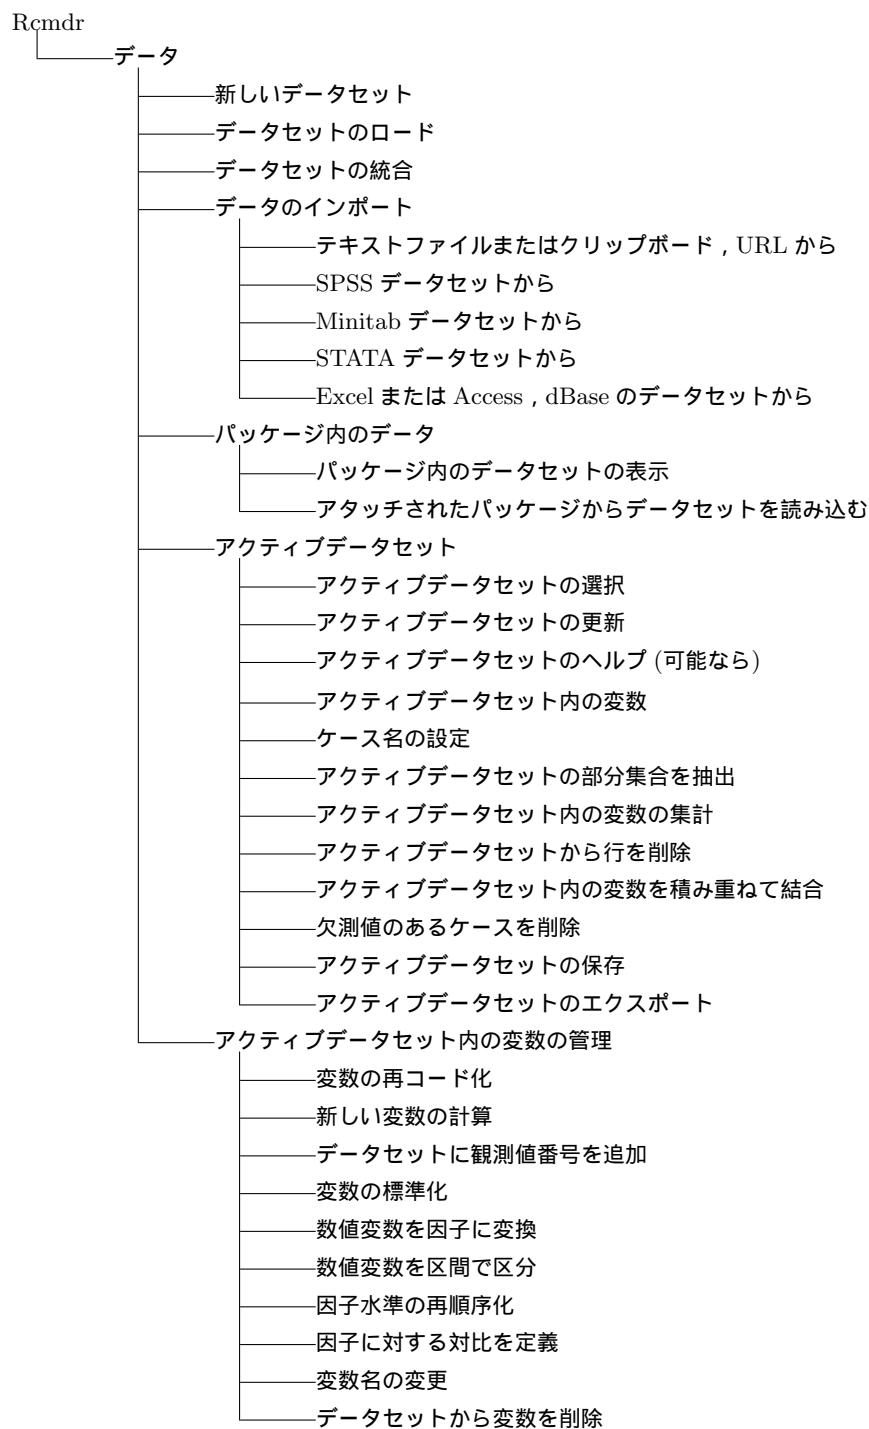 Rcmdr
データ
新しいデータセット
データセットのロード
データセットの統合
データのインポート
テキストファイルまたはクリップボード , URL から
SPSS データセットから
Minitab データセットから
STATA データセットから
Excel または Access , dBase のデータセットから
パッケージ内のデータ
パッケージ内のデータセットの表示
アタッチされたパッケージからデータセットを読み込む
アクティブデータセット
アクティブデータセットの選択
アクティブデータセットの更新
アクティブデータセットのヘルプ (可能なら)
アクティブデータセット内の変数
ケース名の設定
アクティブデータセットの部分集合を抽出
アクティブデータセット内の変数の集計
アクティブデータセットから行を削除
アクティブデータセット内の変数を積み重ねて結合
欠測値のあるケースを削除
アクティブデータセットの保存
アクティブデータセットのエクスポート
アクティブデータセット内の変数の管理
変数の再コード化
新しい変数の計算
データセットに観測値番号を追加
変数の標準化
数値変数を因子に変換
数値変数を区間で区分
因子水準の再順序化
因子に対する対比を定義
変数名の変更
データセットから変数を削除